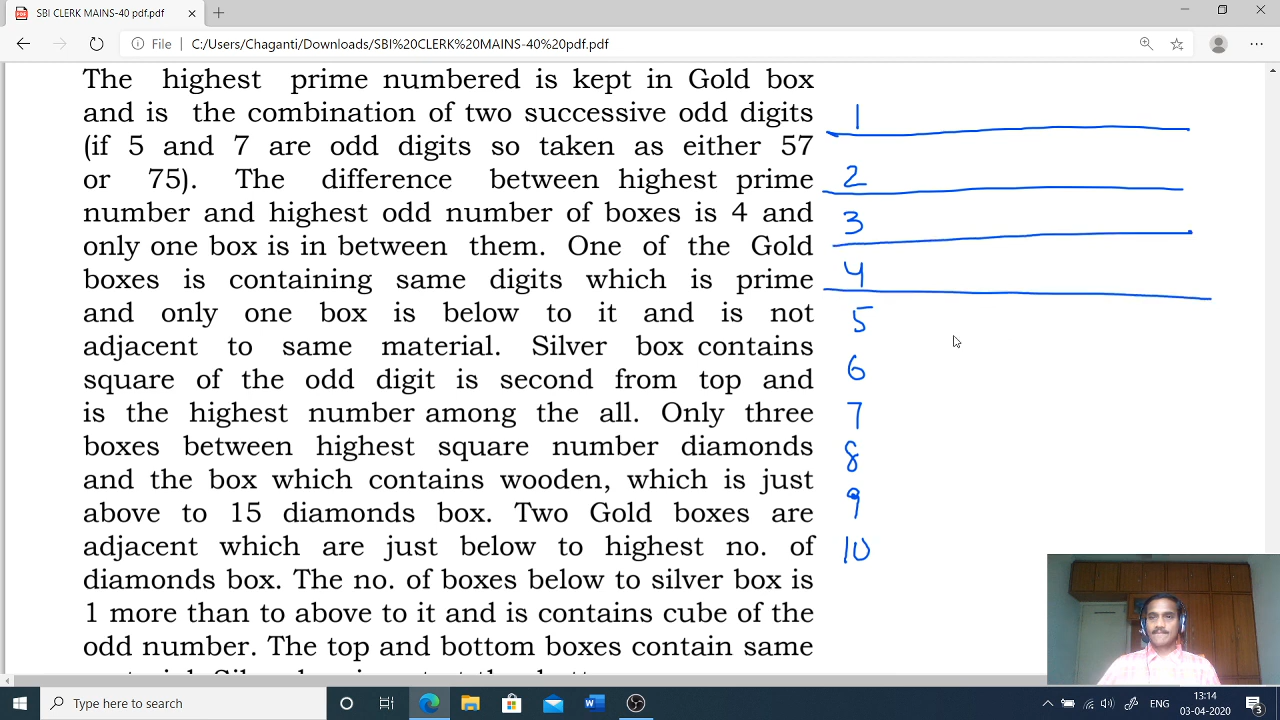 SBI CLERK MAINS-40 pdf.pdf
File
C:/Users/Chaganti/Downloads/SBI%20CLERK%20MAINS-40%20pdf.pdf
The highest prime numbered is kept in Gold box
and is the combination of two successive odd digits
(if 5 and 7 are odd digits so taken as either 57
or 75). The difference between highest prime
number and highest odd number of boxes is 4 and
only one box is in between them. One of the Gold
boxes is containing same digits which is prime
and only one box is below to it and is not
adjacent to same material. Silver box contains
square of the odd digit is second from top and
is the highest number among the all. Only three
boxes between highest square number diamonds
and the box which contains wooden, which is just
above to 15 diamonds box. Two Gold boxes are
adjacent which are just below to highest no. of
diamonds box. The no. of boxes below to silver box is
1 more than to above to it and is contains cube of the
odd number. The top and bottom boxes contain same
1
2
3
4
5
6
7
8
9
10
Type here to search
ENG
13:14
03-04-2020
3